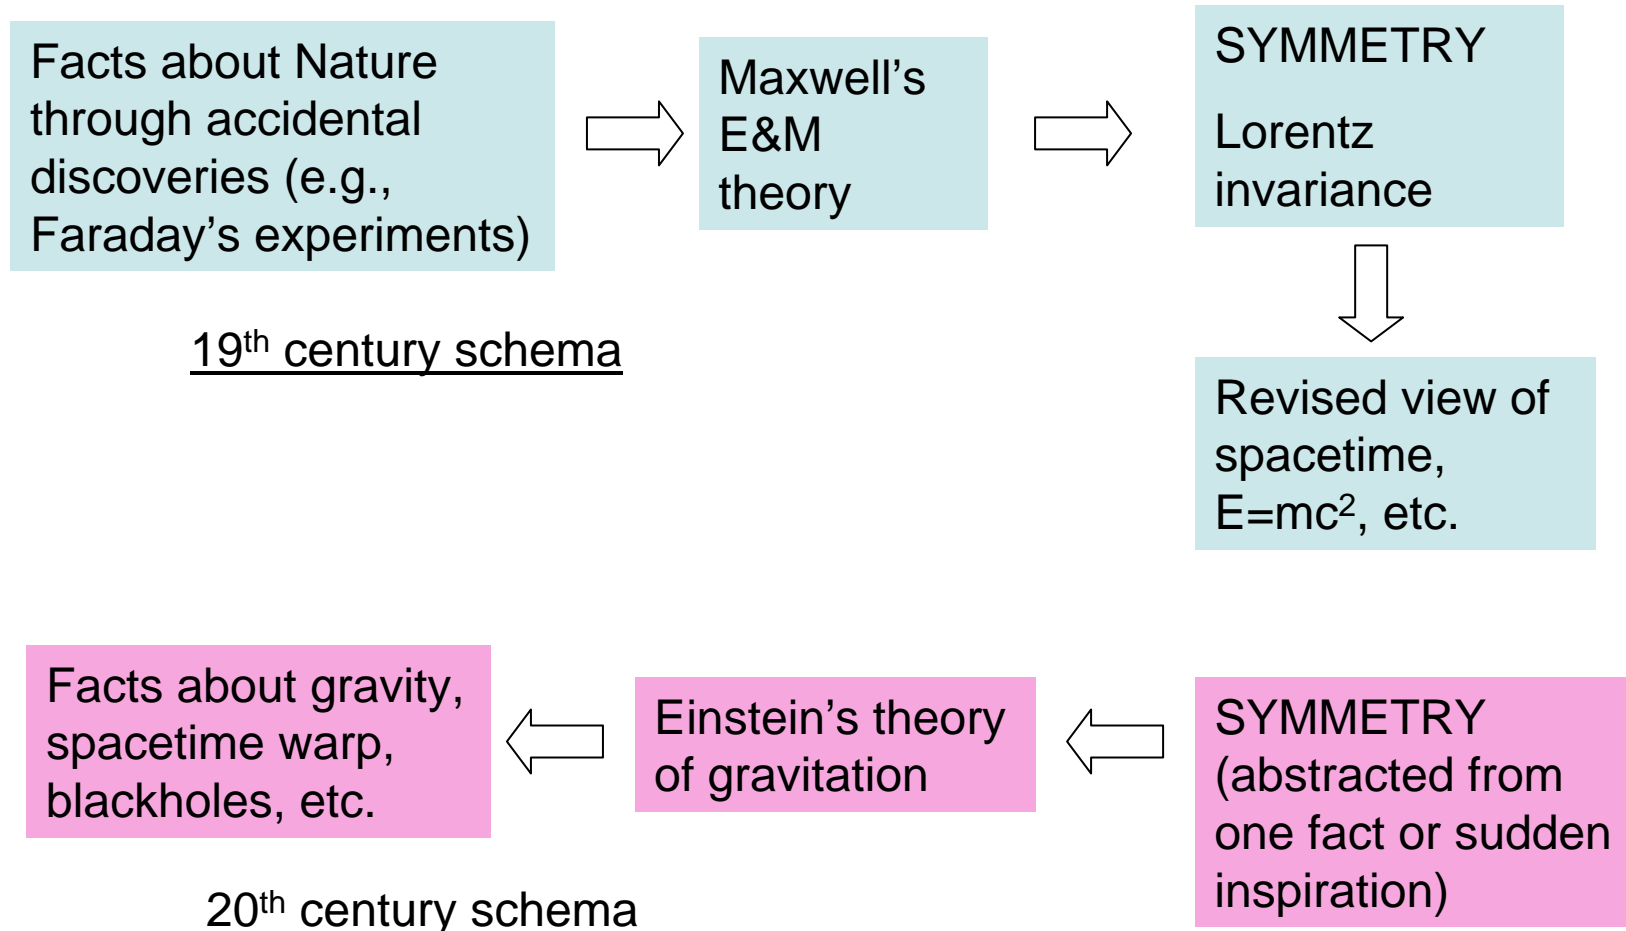 Facts about Nature
through accidental
discoveries (e.g.,
Faraday’s experiments)
Maxwell’s
E&M
theory
SYMMETRY
Lorentz
invariance
19th century schema
Revised view of
spacetime,
E=mc², etc.
Facts about gravity,
spacetime warp,
blackholes, etc.
Einstein’s theory
of gravitation
SYMMETRY
(abstracted from
one fact or sudden
inspiration)
20th century schema